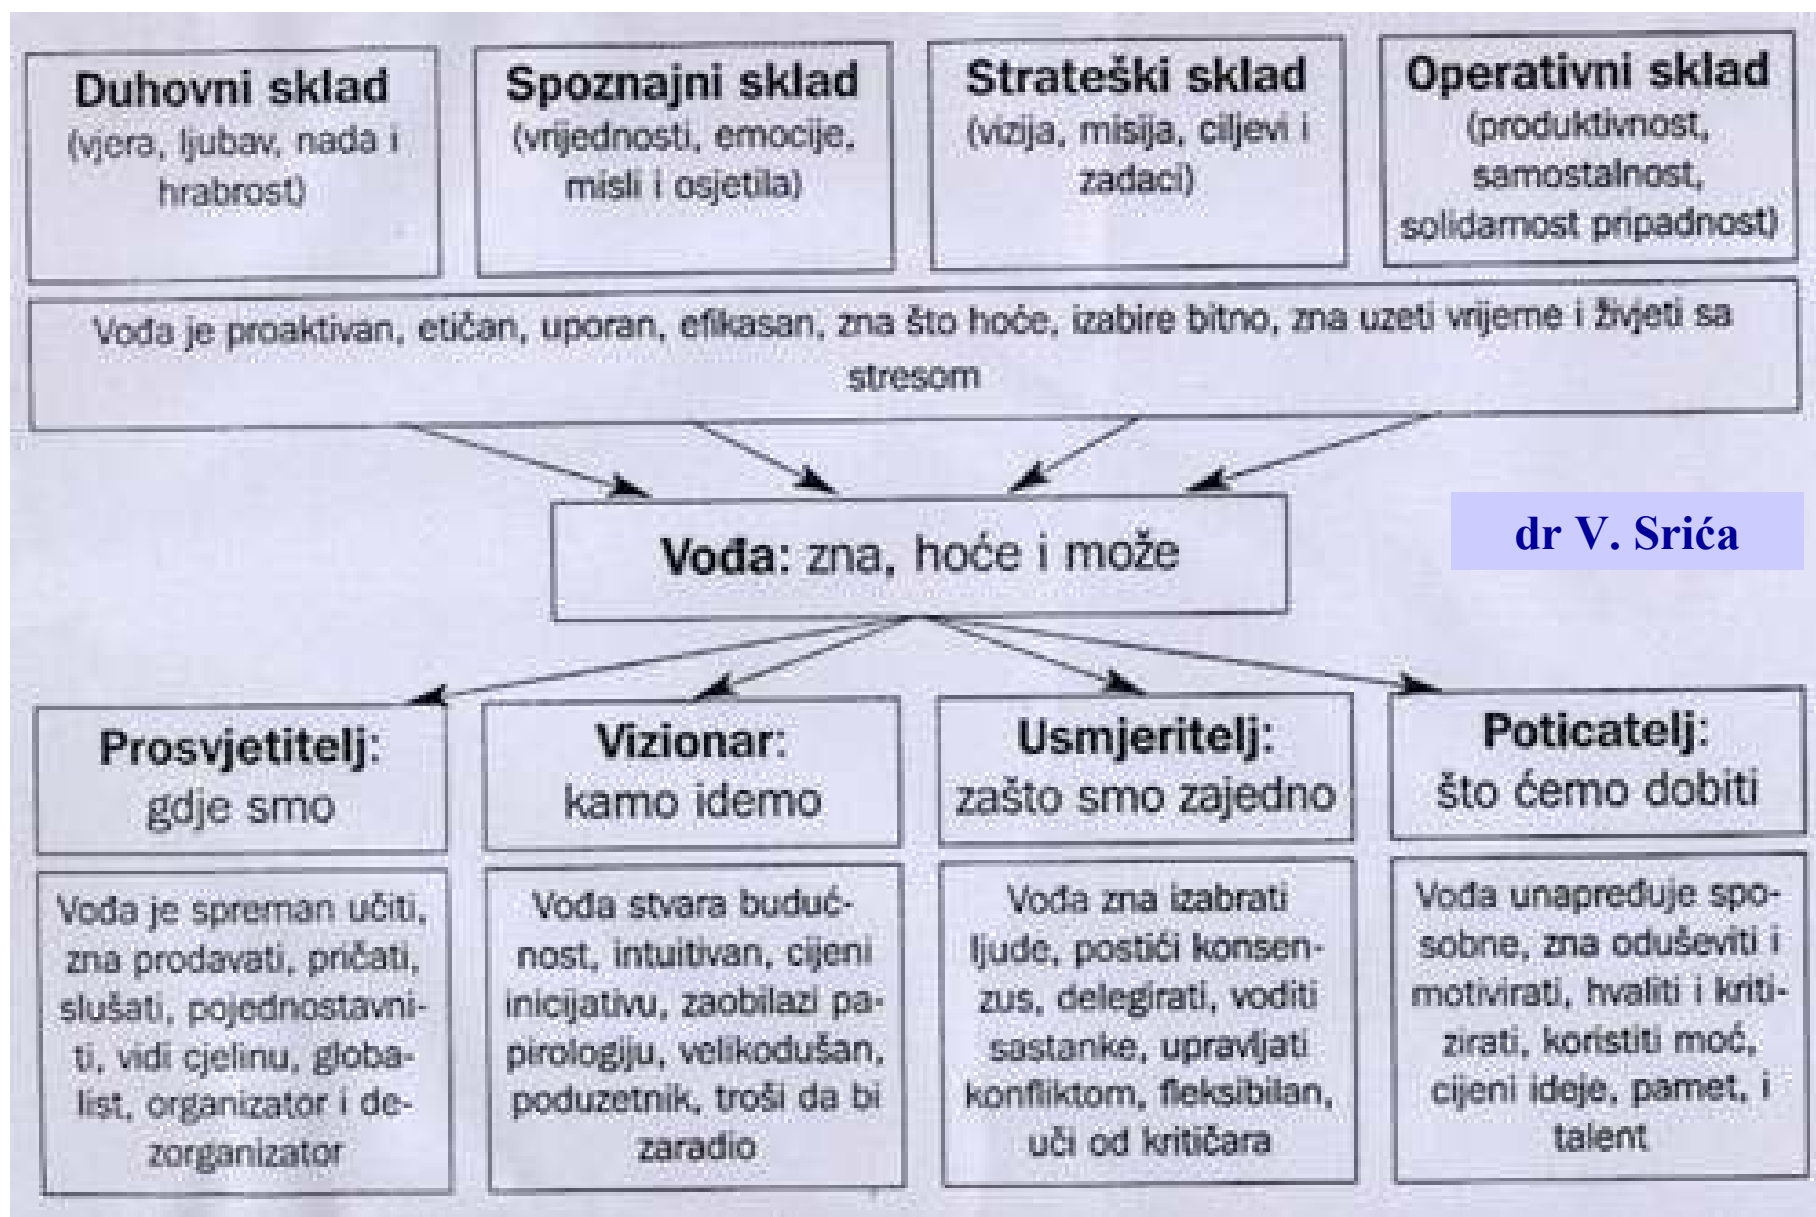 Duhovni sklad
(vjera, ljubav, nada i
hrabrost)
Spoznajni sklad
(vrijednosti, emocije,
misli i osjetila)
Strateški sklad
(vizija, misija, ciljevi i
zadaci)
Operativni sklad
(produktivnost,
samostalnost,
solidarnost pripadnost)
Vođa je proaktivan, etičan, uporan, efikasan, zna što hoće, izabire bitno, zna uzeti vrijeme i živjeti sa
stresom
Vođa: zna, hoće i može
dr V. Srića
Prosvjetitelj:
gdje smo
Vizionar:
kamo idemo
Usmjeritelj:
zašto smo zajedno
Poticatelj:
što ćemo dobiti
Vođa je spreman učiti,
zna prodavati, pričati,
slušati, pojednostavni-
ti, vidi cjelinu, globa-
list, organizator i de-
zorganizator
Vođa stvara buduć-
nost, intuitivan, cijeni
inicijativu, zaobilazi pa-
pirologiju, velikodušan,
poduzetnik, troši da bi
zaradio
Vođa zna izabrati
ljude, postići konsen-
zus, delegirati, voditi
sastanke, upravljati
konfliktom, fleksibilan,
uči od kritičara
Vođa unapređuje spo-
sobne, zna oduševiti i
motivirati, hvaliti i kriti-
zirati, koristiti moć,
cijeni ideje, pamet, i
talent